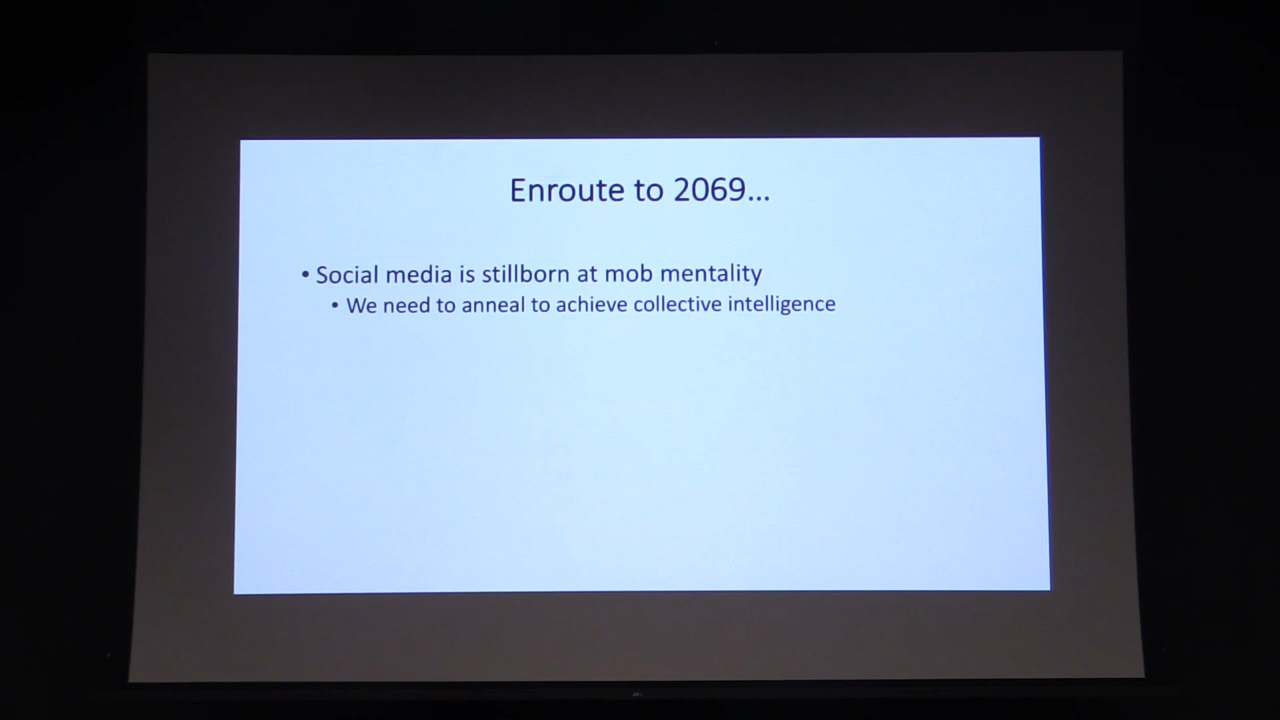 Enroute to 2069...
• Social media is stillborn at mob mentality
• We need to anneal to achieve collective intelligence